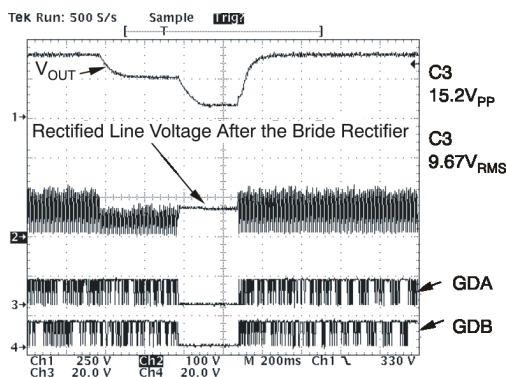 Tek Run: 500 S/s Sample Trig?
[ T ]
VOUT
C3
15.2VPP
1→
Rectified Line Voltage After the Bride Rectifier
C3
9.67VRMS
2→
GDA
3→
GDB
4→
Ch1 250 V Ch2 100 V M 200ms Ch1 330 V
Ch3 20.0 V Ch4 20.0 V